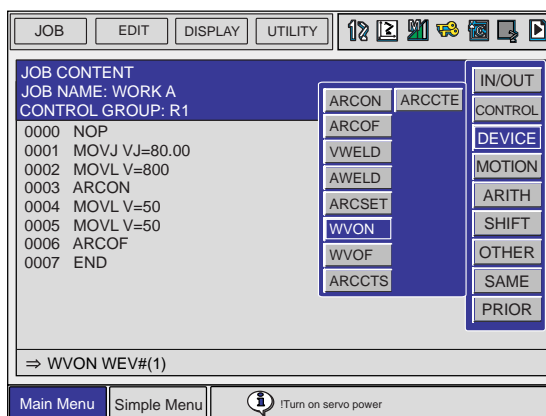 JOB EDIT DISPLAY UTILITY
JOB CONTENT
JOB NAME: WORK A
CONTROL GROUP: R1
0000 NOP
0001 MOVJ VJ=80.00
0002 MOVL V=800
0003 ARCON
0004 MOVL V=50
0005 MOVL V=50
0006 ARCOF
0007 END
ARCON ARCCTE
ARCOF
VWELD
AWELD
ARCSET
WVON
WVOF
ARCCTS
IN/OUT
CONTROL
DEVICE
MOTION
ARITH
SHIFT
OTHER
SAME
PRIOR
⇒ WVON WEV#(1)
Main Menu Simple Menu !Turn on servo power